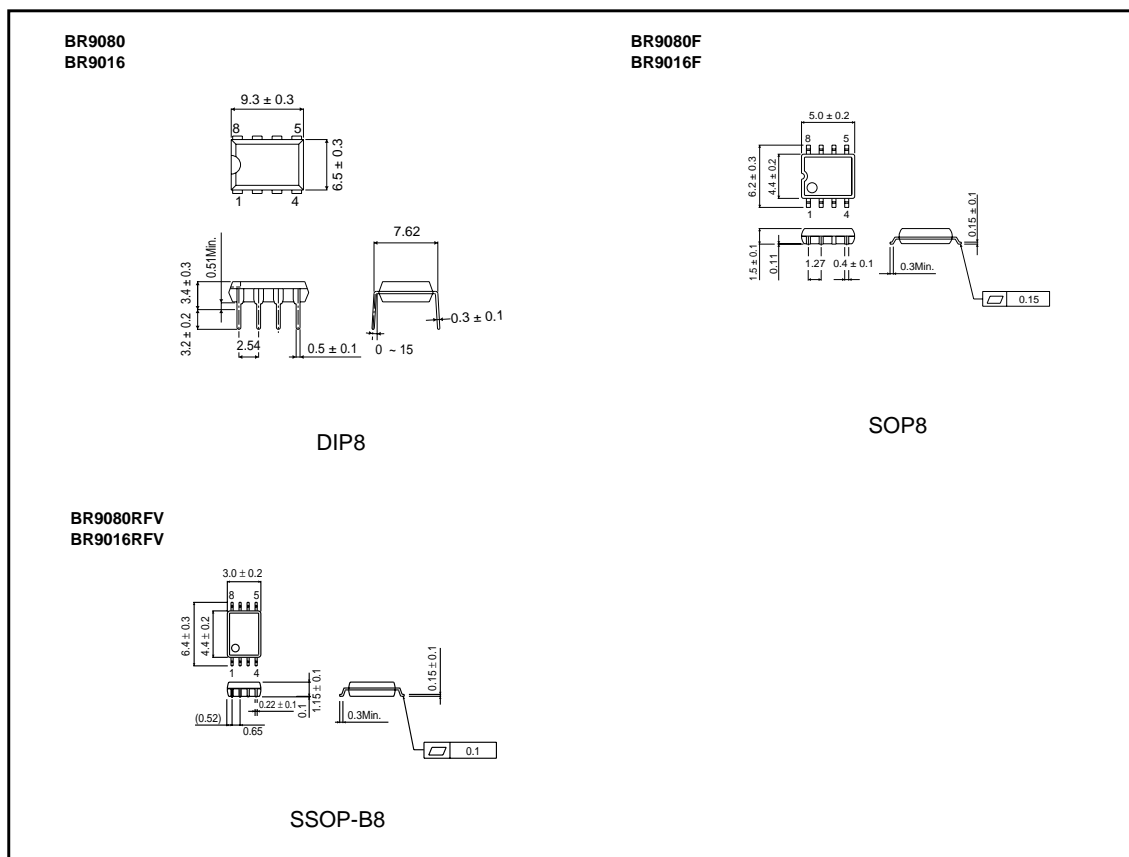 BR9080
BR9016
9.3 ± 0.3
8 5
6.5 ± 0.3
1 4
0.51Min.
3.4 ± 0.3
3.2 ± 0.2
2.54
0.5 ± 0.1
7.62
0.3 ± 0.1
0 ~ 15
DIP8
BR9080F
BR9016F
5.0 ± 0.2
8 5
6.2 ± 0.3
4.4 ± 0.2
1 4
1.5 ± 0.1
0.11
1.27
0.4 ± 0.1
0.3Min.
0.15 ± 0.1
0.15
SOP8
BR9080RFV
BR9016RFV
3.0 ± 0.2
8 5
6.4 ± 0.3
4.4 ± 0.2
1 4
(0.52)
0.65
0.22 ± 0.1
0.1
1.15 ± 0.1
0.3Min.
0.15 ± 0.1
0.1
SSOP-B8